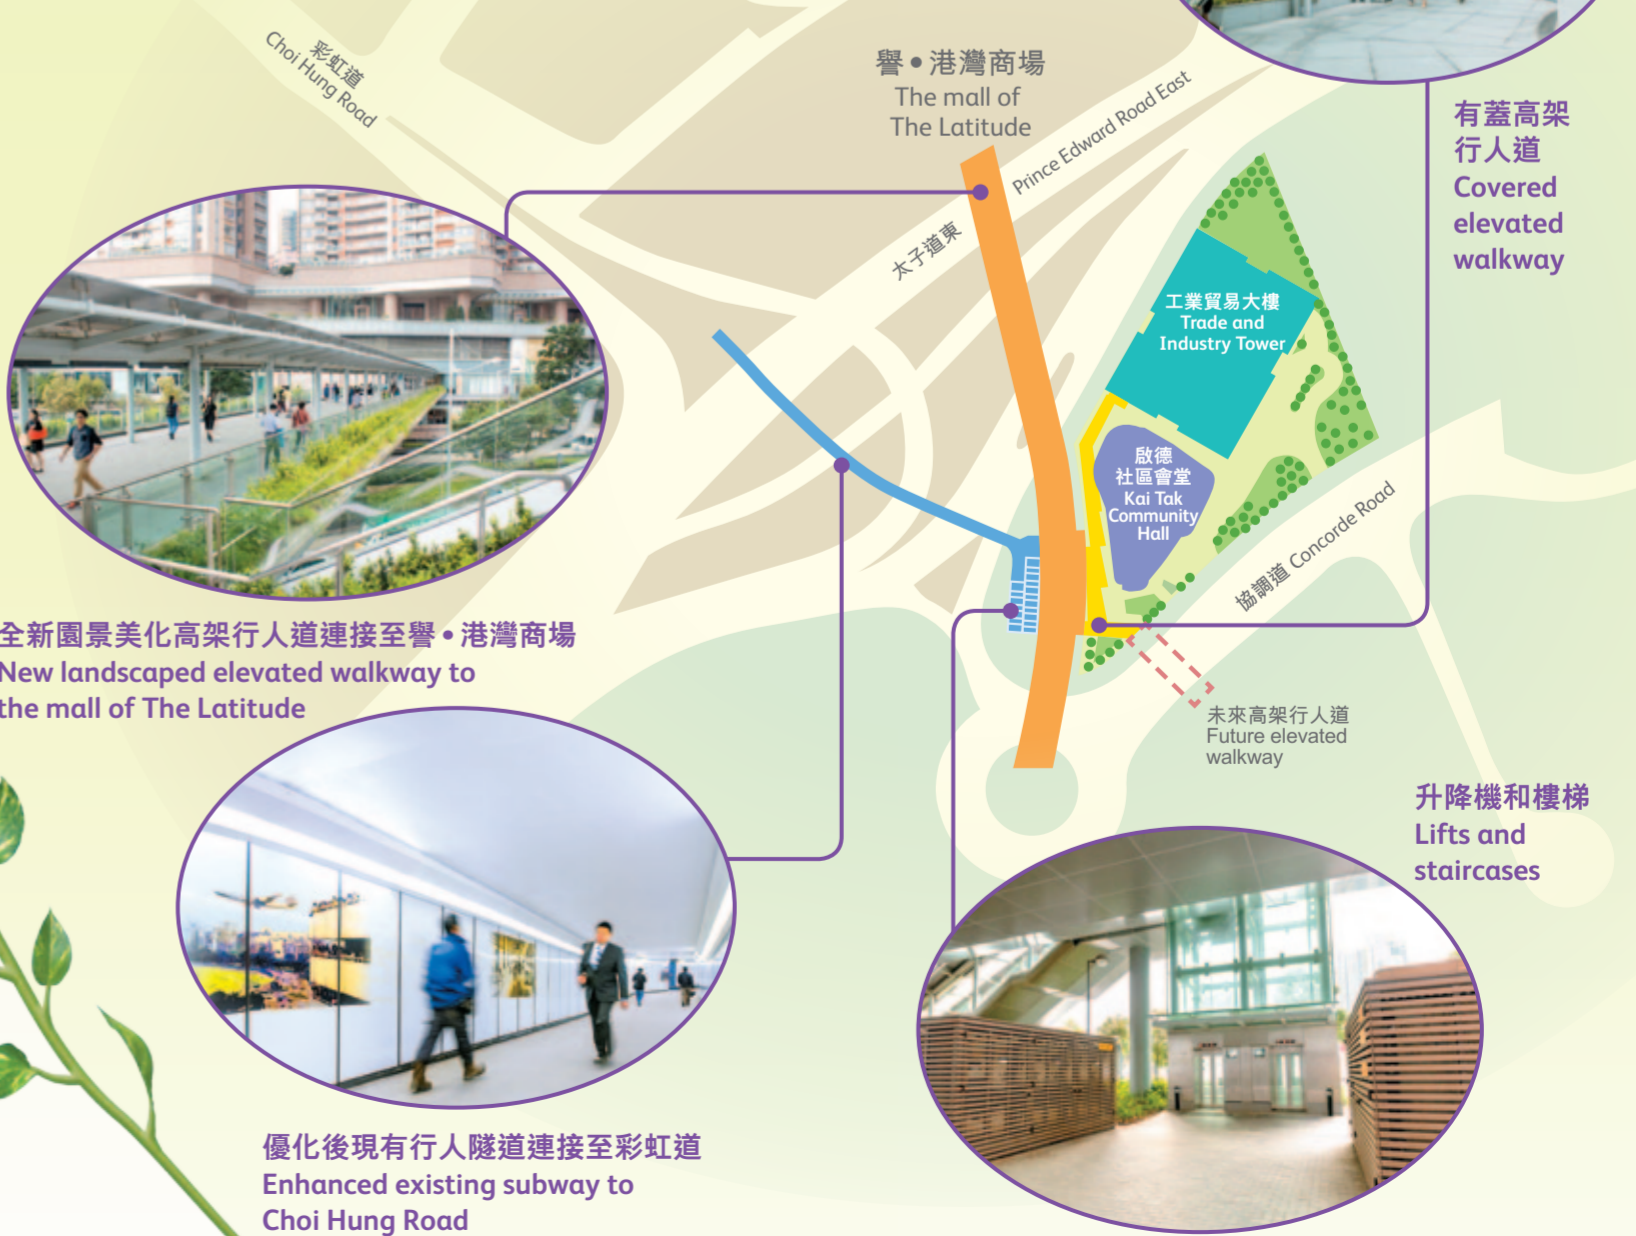 彩虹道
Choi Hung Road
譽•港灣商場
The mall of
The Latitude
Prince Edward Road East
太子道東
有蓋高架
行人道
Covered
elevated
walkway
工業貿易大樓
Trade and
Industry Tower
啟德
社區會堂
Kai Tak
Community
Hall
協調道 Concorde Road
全新園景美化高架行人道連接至譽•港灣商場
New landscaped elevated walkway to
the mall of The Latitude
未來高架行人道
Future elevated
walkway
升降機和樓梯
Lifts and
staircases
優化後現有行人隧道連接至彩虹道
Enhanced existing subway to
Choi Hung Road